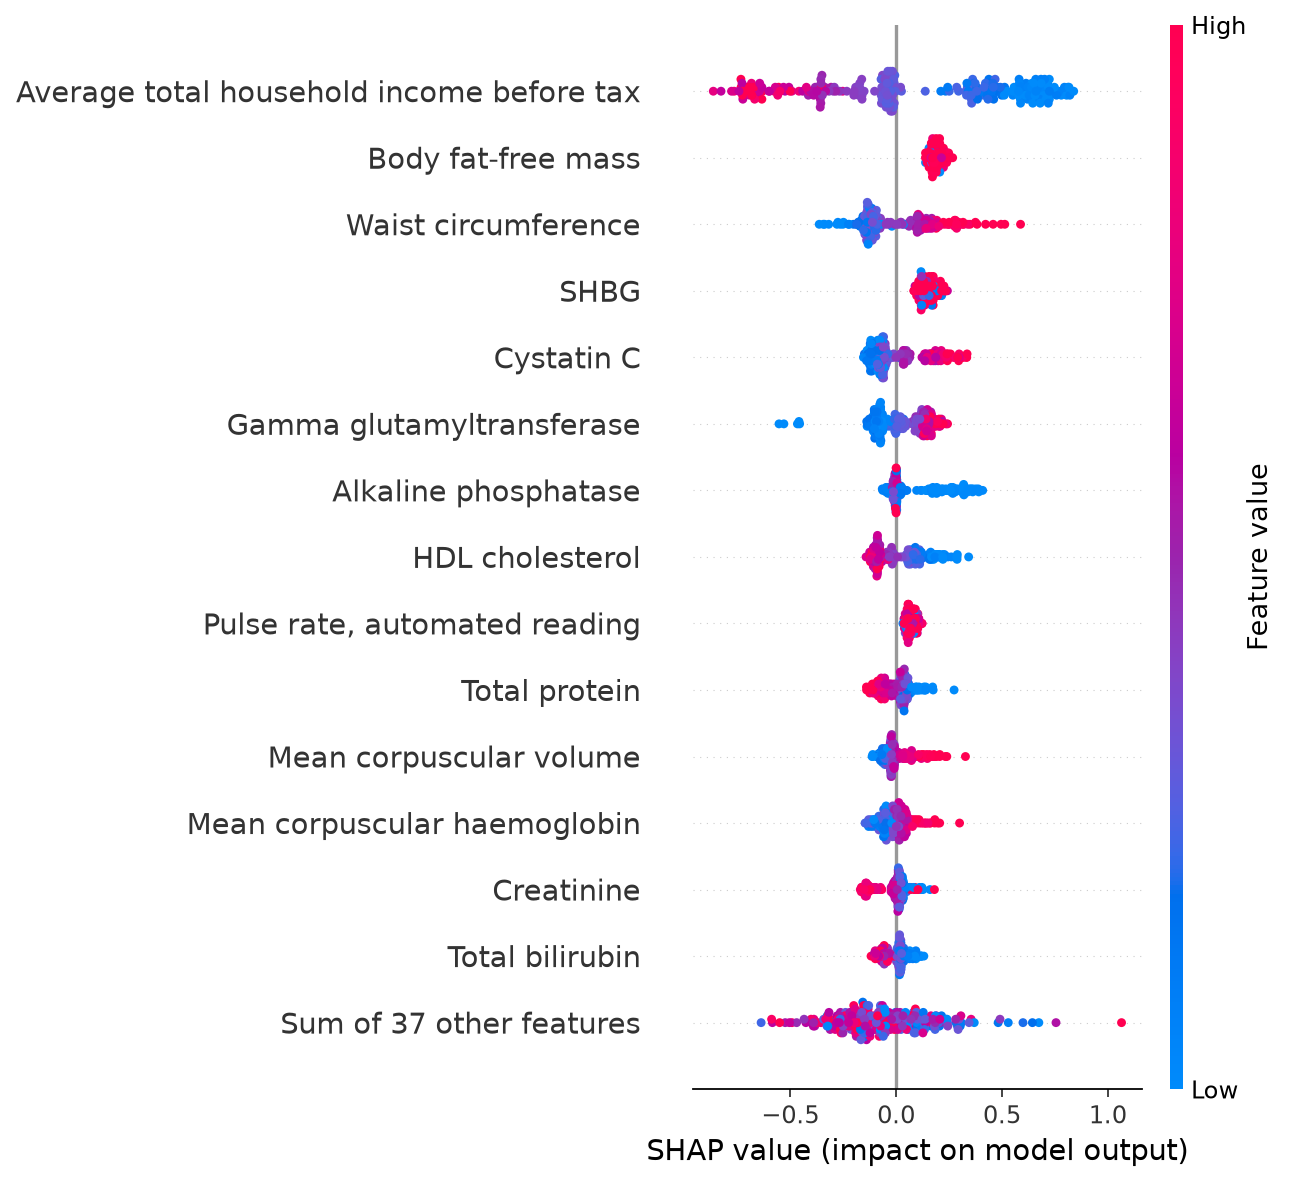 High
Average total household income before tax
Body fat-free mass
Waist circumference
SHBG
Cystatin C
Gamma glutamyltransferase
Alkaline phosphatase
HDL cholesterol
Pulse rate, automated reading
Total protein
Mean corpuscular volume
Mean corpuscular haemoglobin
Creatinine
Total bilirubin
Sum of 37 other features
Feature value
Low
−0.5 0.0 0.5 1.0
SHAP value (impact on model output)